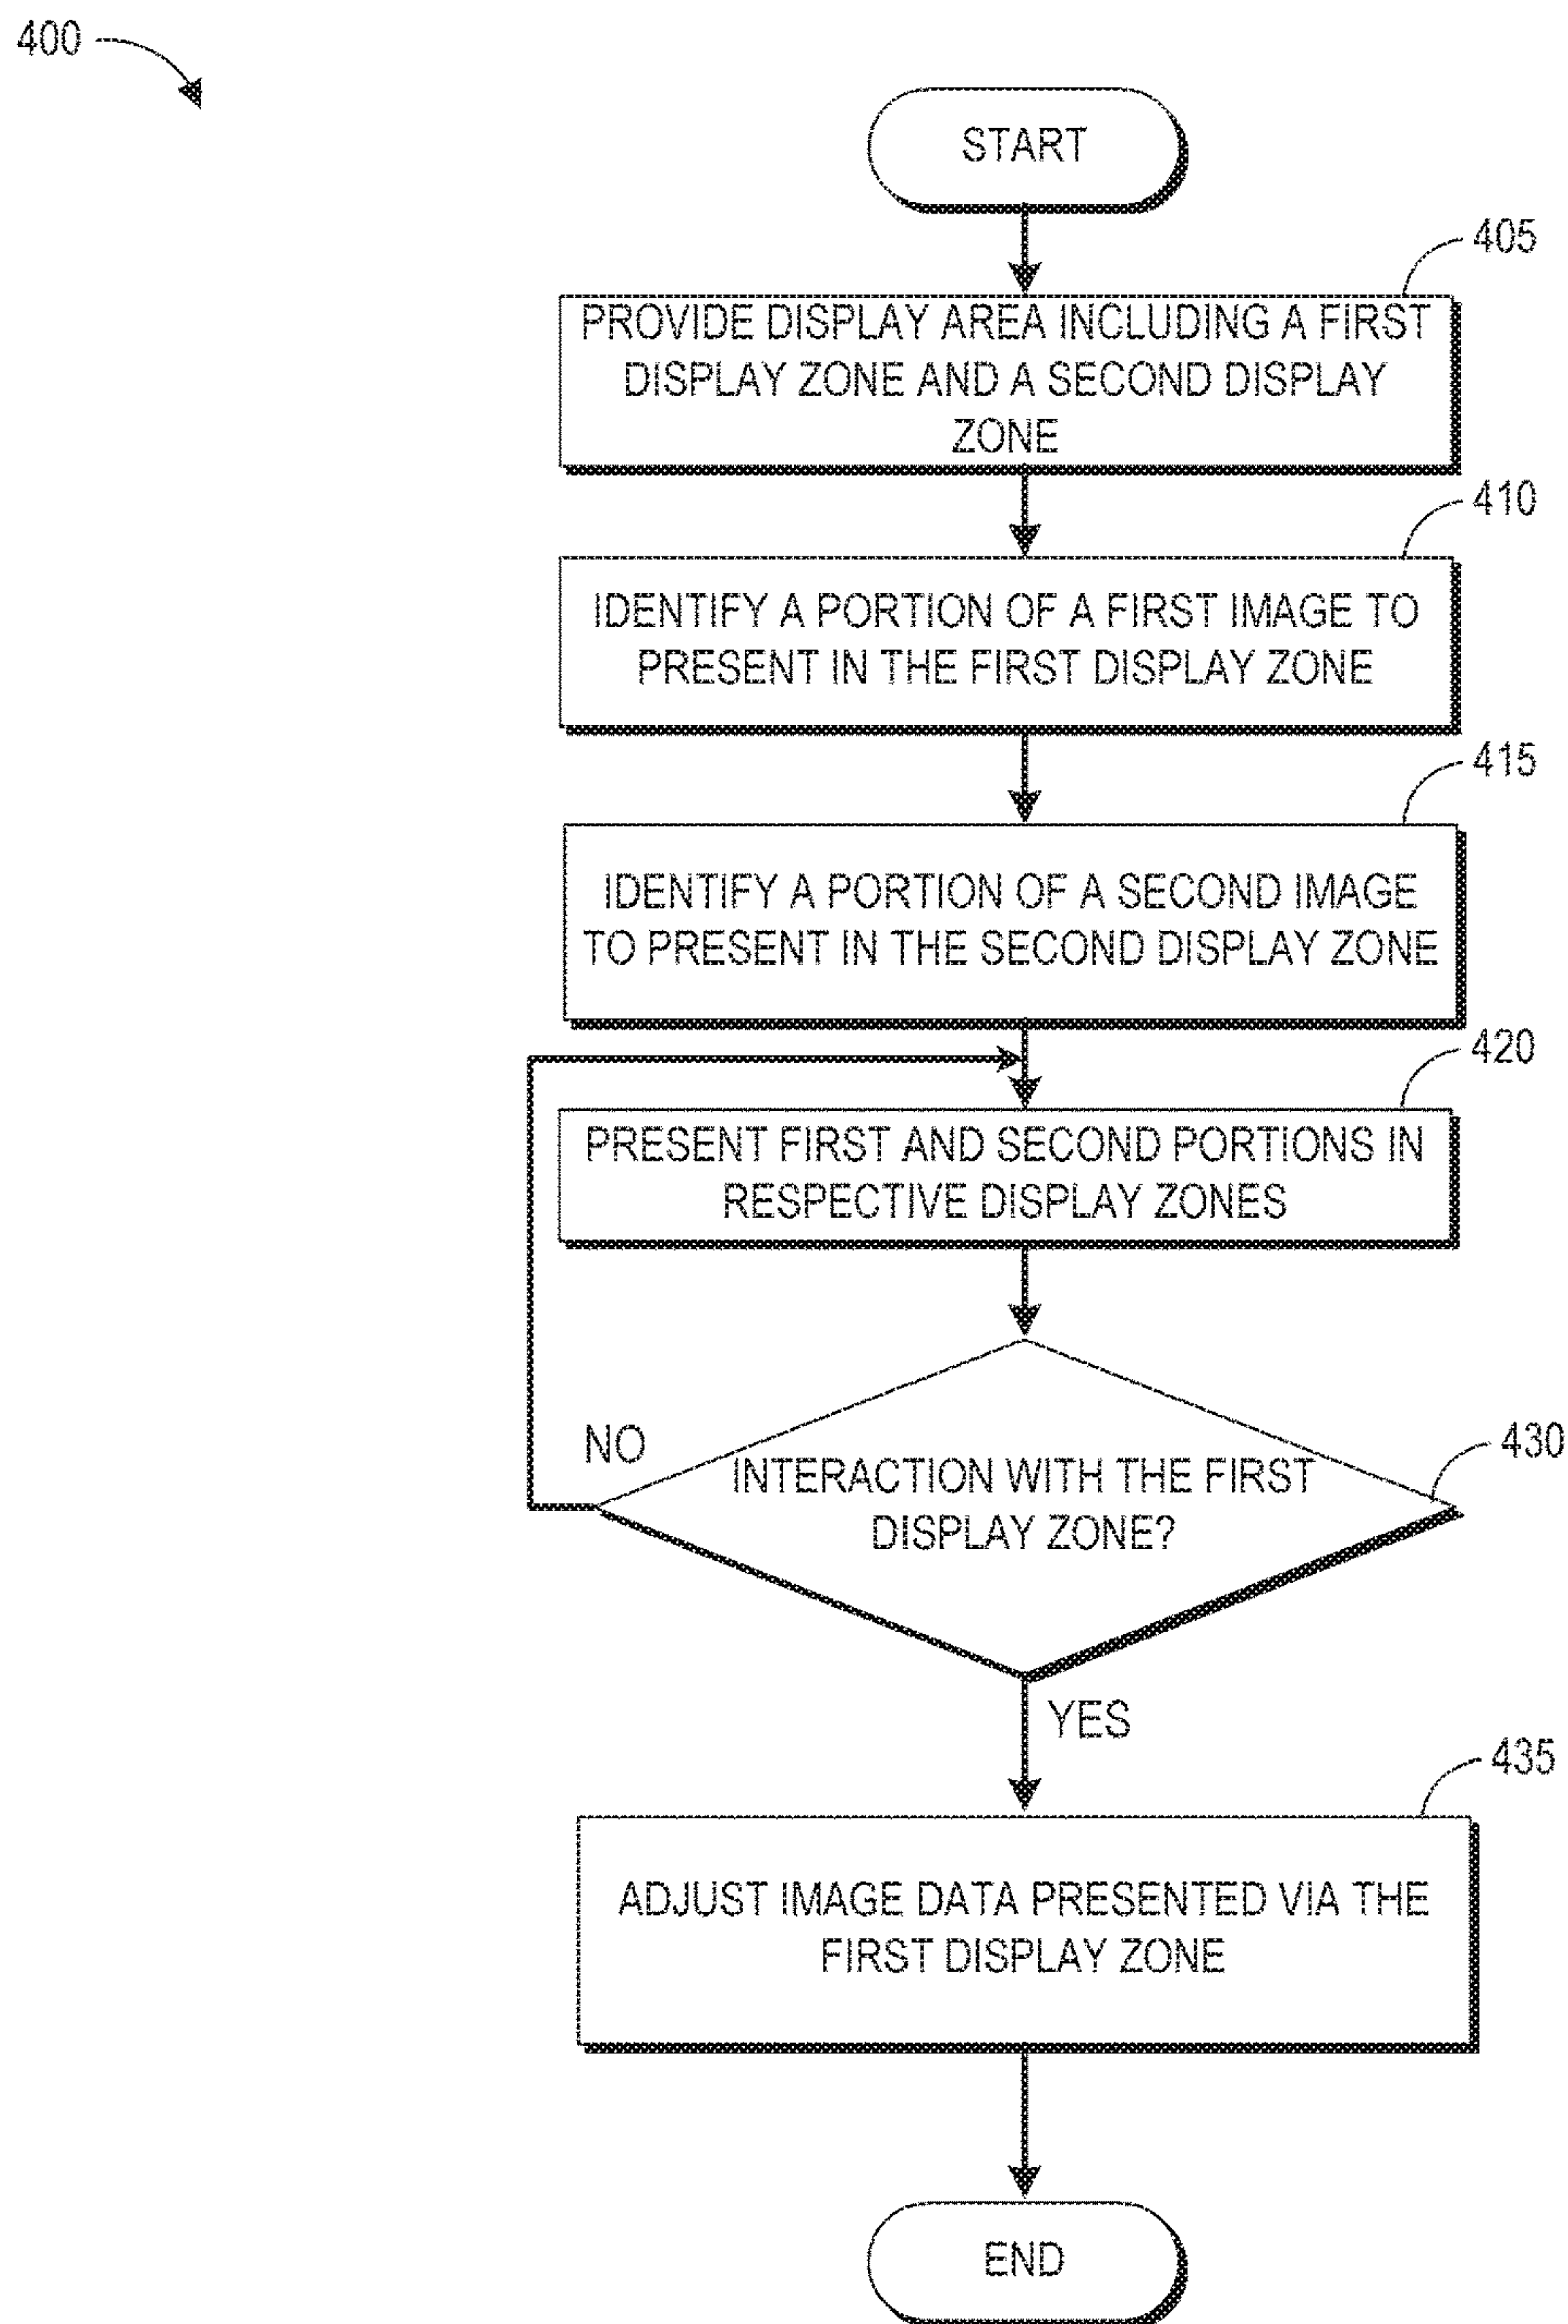 400
START
405
PROVIDE DISPLAY AREA INCLUDING A FIRST
DISPLAY ZONE AND A SECOND DISPLAY
ZONE
410
IDENTIFY A PORTION OF A FIRST IMAGE TO
PRESENT IN THE FIRST DISPLAY ZONE
415
IDENTIFY A PORTION OF A SECOND IMAGE
TO PRESENT IN THE SECOND DISPLAY ZONE
420
PRESENT FIRST AND SECOND PORTIONS IN
RESPECTIVE DISPLAY ZONES
NO
430
INTERACTION WITH THE FIRST
DISPLAY ZONE?
YES
435
ADJUST IMAGE DATA PRESENTED VIA THE
FIRST DISPLAY ZONE
END